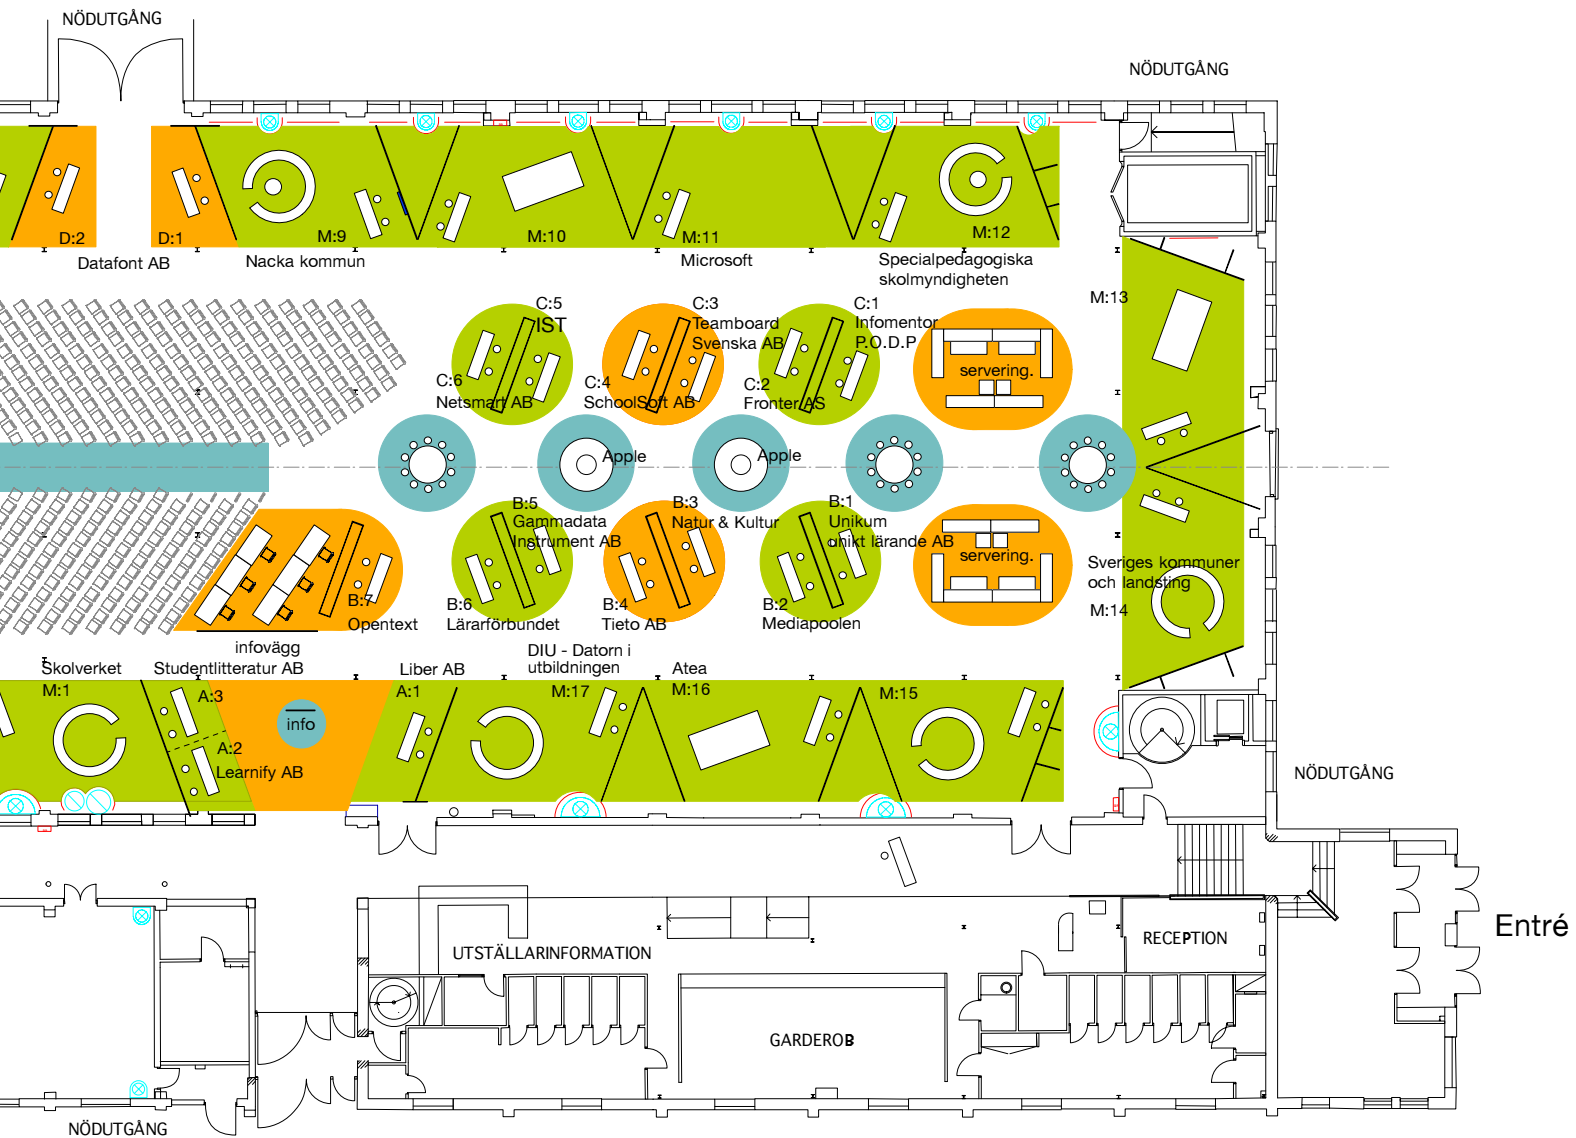 NÖDUTGÅNG
NÖDUTGÅNG
D:2
D:1
M:9
M:10
M:11
M:12
Datafont AB
Nacka kommun
Microsoft
Specialpedagogiska
skolmyndigheten
M:13
C:5
IST
C:3
Teamboard
Svenska AB
C:1
Infomentor
P.O.D.P
servering.
C:6
Netsmart AB
C:4
SchoolSoft AB
C:2
Fronter AS
Apple
Apple
B:5
Gammadata
Instrument AB
B:3
Natur & Kultur
B:1
Unikum
unikt lärande AB
servering.
Sveriges kommuner
och landsting
M:14
B:7
Opentext
B:6
Lärarförbundet
B:4
Tieto AB
B:2
Mediapoolen
infovägg
Skolverket
M:1
Studentlitteratur AB
A:3
Liber AB
A:1
DIU - Datorn i
utbildningen
M:17
Atea
M:16
M:15
info
A:2
Learnify AB
NÖDUTGÅNG
Entré
UTSTÄLLARINFORMATION
RECEPTION
GARDEROB
NÖDUTGÅNG